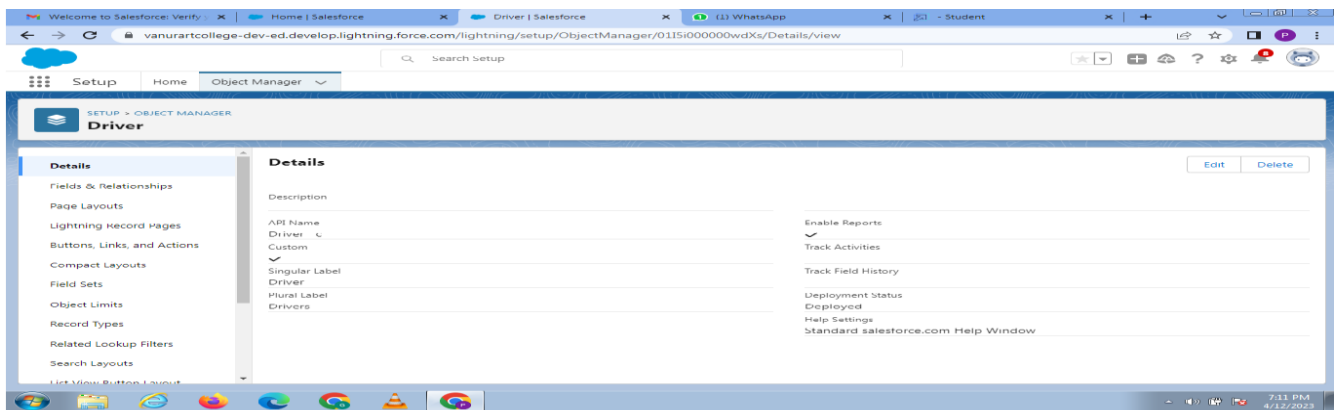 Welcome to Salesforce: Verify
Home | Salesforce
Driver | Salesforce
(1) WhatsApp
- Student
vanurartcollege-dev-ed.develop.lightning.force.com/lightning/setup/ObjectManager/01I5i000000wdXs/Details/view
P
Search Setup
Setup
Home
Object Manager
SETUP > OBJECT MANAGER
Driver
Details
Fields & Relationships
Page Layouts
Lightning Record Pages
Buttons, Links, and Actions
Compact Layouts
Field Sets
Object Limits
Record Types
Related Lookup Filters
Search Layouts
List View Button Layout
Details
Edit
Delete
Description
API Name
Driver__c
Custom
Singular Label
Driver
Plural Label
Drivers
Enable Reports
Track Activities
Track Field History
Deployment Status
Deployed
Help Settings
Standard salesforce.com Help Window
7:11 PM
4/12/2023